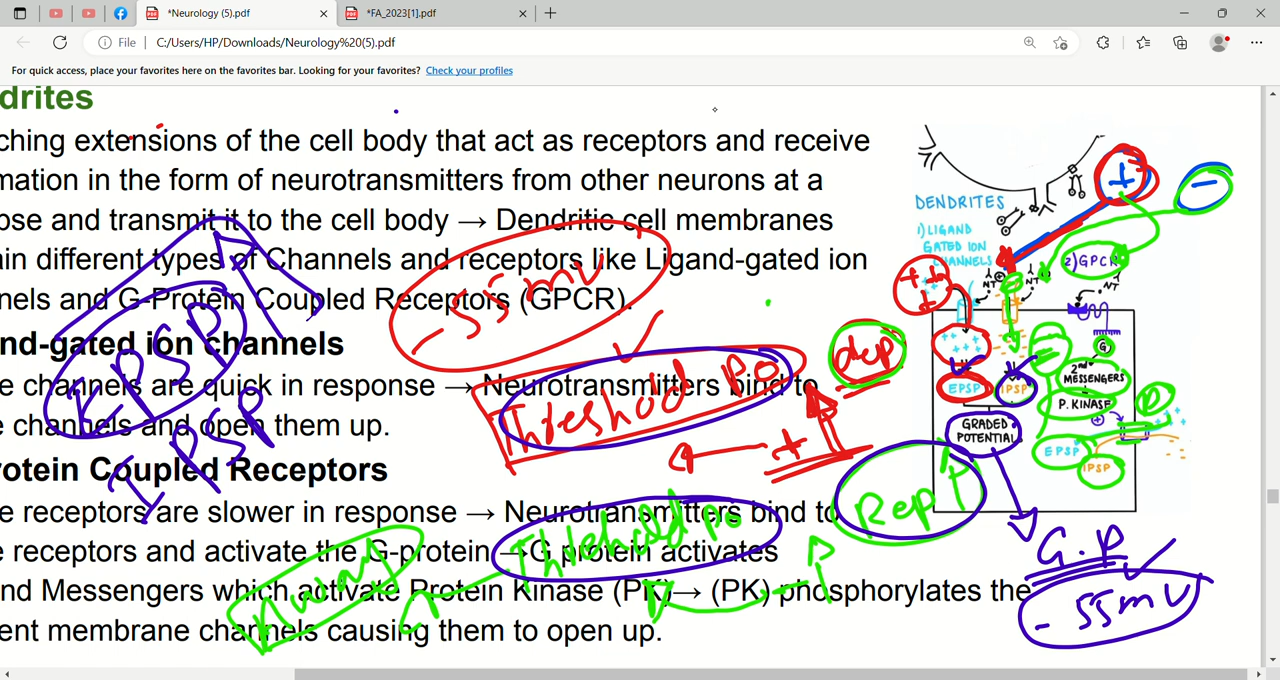 *Neurology (5).pdf
*FA_2023[1].pdf
File C:/Users/HP/Downloads/Neurology%20(5).pdf
For quick access, place your favorites here on the favorites bar. Looking for your favorites? Check your profiles
drites
ching extensions of the cell body that act as receptors and receive
mation in the form of neurotransmitters from other neurons at a
pse and transmit it to the cell body → Dendritic cell membranes
ain different types of Channels and receptors like Ligand-gated ion
nels and G-Protein Coupled Receptors (GPCR).
nd-gated ion channels
e channels are quick in response → Neurotransmitters bind to
e channels and open them up.
rotein Coupled Receptors
e receptors are slower in response → Neurotransmitters bind to
e receptors and activate the G-protein → G protein activates
nd Messengers which activate Protein Kinase (PK) → (PK) phosphorylates the
ent membrane channels causing them to open up.
EPSP
IPSP
-55mv
Threshold po
dep
Rep
Threhold po
+
-
DENDRITES
1) LIGAND
GATED ION
CHANNELS
2) GPCR
NT
NT
NT
G
2nd
MESSENGERS
P. KINASE
EPSP
IPSP
GRADED
POTENTIAL
EPSP
IPSP
G.P
-55mv